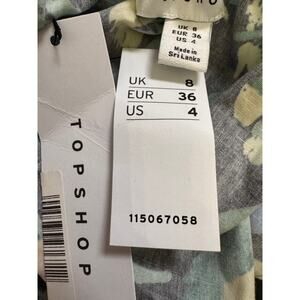 UK 8
EUR 36
US 4
Made in
Sri Lanka
UK 8
EUR 36
US 4
115067058
TOPSHOP